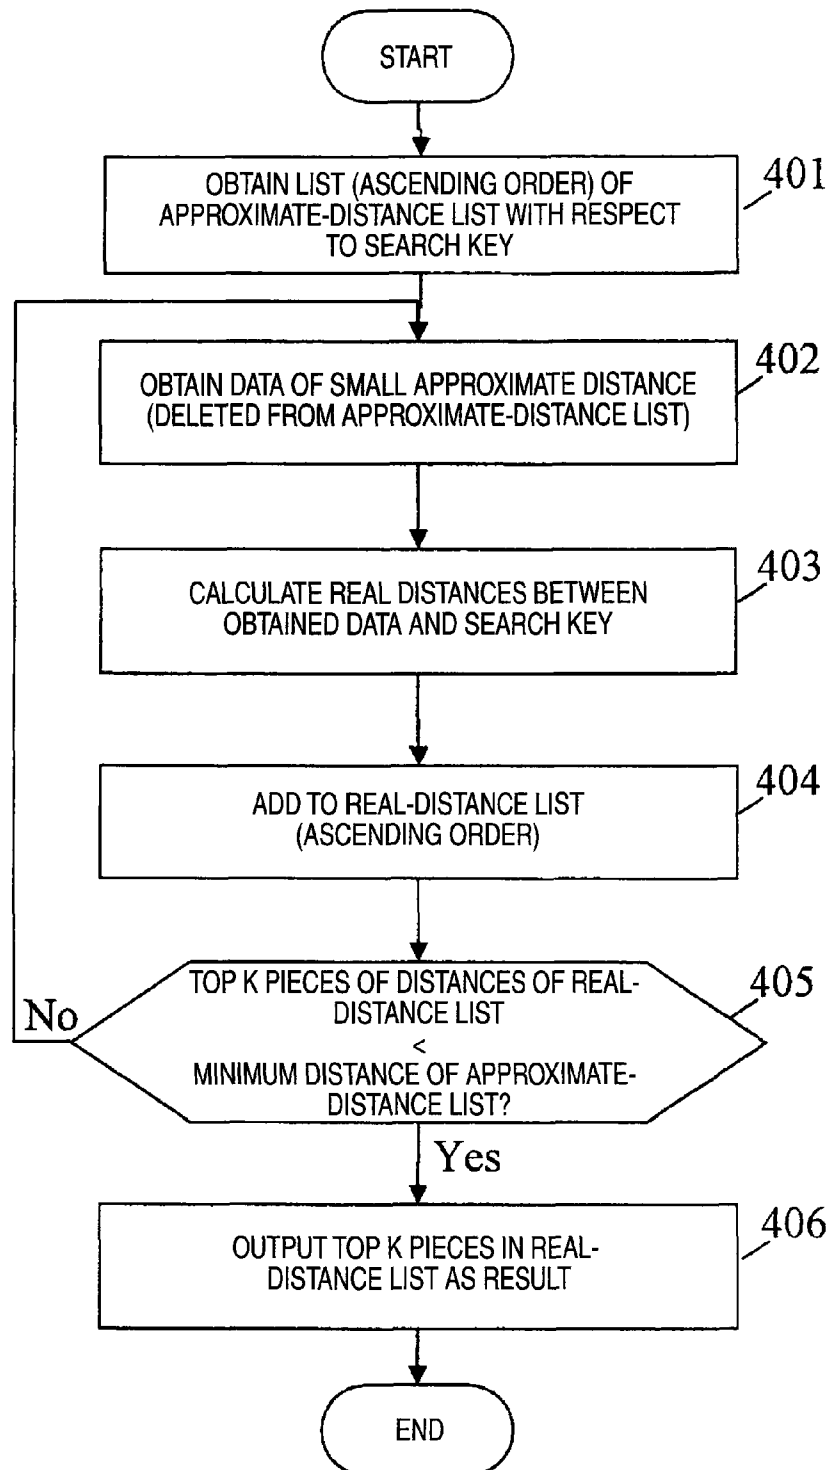 START
401
OBTAIN LIST (ASCENDING ORDER) OF
APPROXIMATE-DISTANCE LIST WITH RESPECT
TO SEARCH KEY
402
OBTAIN DATA OF SMALL APPROXIMATE DISTANCE
(DELETED FROM APPROXIMATE-DISTANCE LIST)
403
CALCULATE REAL DISTANCES BETWEEN
OBTAINED DATA AND SEARCH KEY
404
ADD TO REAL-DISTANCE LIST
(ASCENDING ORDER)
405
TOP K PIECES OF DISTANCES OF REAL-
DISTANCE LIST
<
MINIMUM DISTANCE OF APPROXIMATE-
DISTANCE LIST?
No
Yes
406
OUTPUT TOP K PIECES IN REAL-
DISTANCE LIST AS RESULT
END